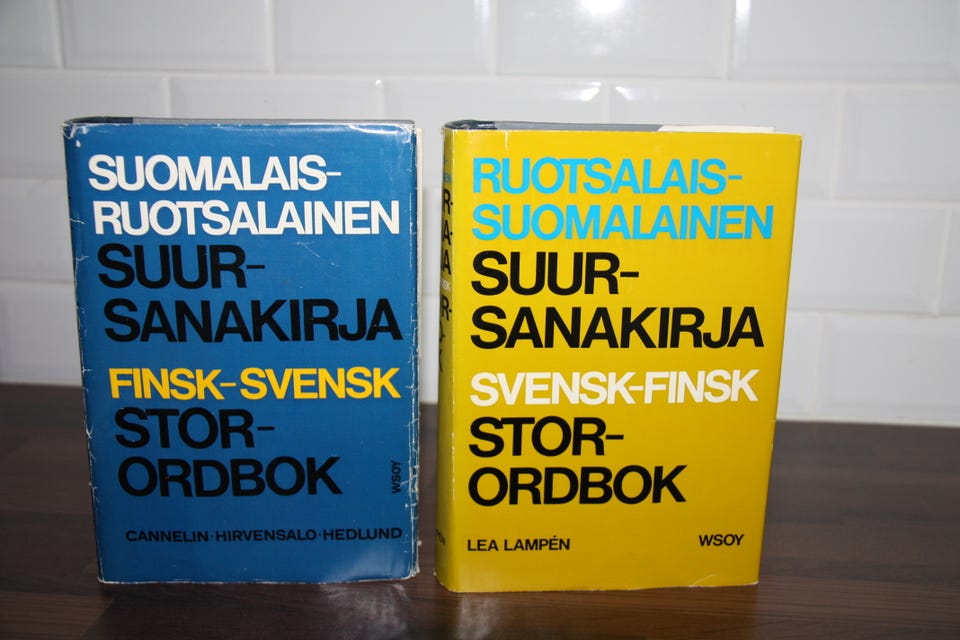 SUOMALAIS-
RUOTSALAINEN
SUUR-
SANAKIRJA
FINSK-SVENSK
STOR-
ORDBOK
WSOY
CANNELIN·HIRVENSALO·HEDLUND
RUOTSALAIS-
SUOMALAINEN
SUUR-
SANAKIRJA
SVENSK-FINSK
STOR-
ORDBOK
LEA LAMPÉN
WSOY